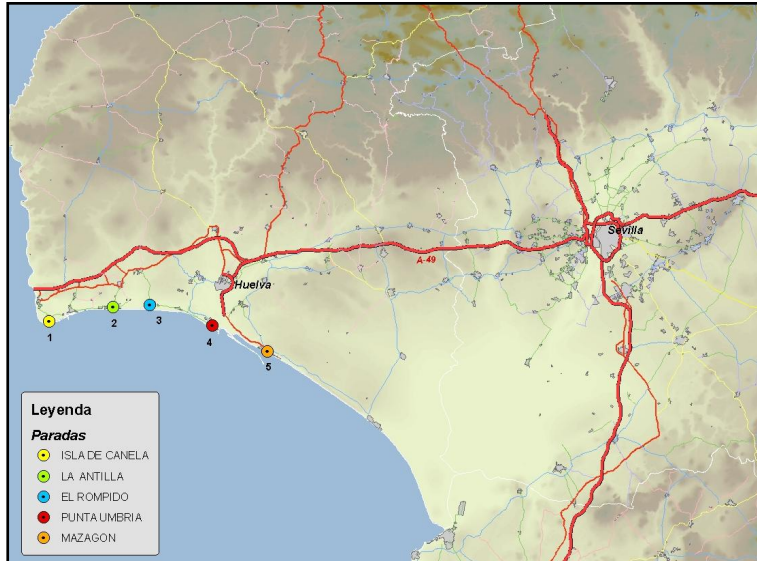 Sevilla
A-49
Huelva
1
2
3
4
5
Leyenda
Paradas
ISLA DE CANELA
LA ANTILLA
EL ROMPIDO
PUNTA UMBRIA
MAZAGON